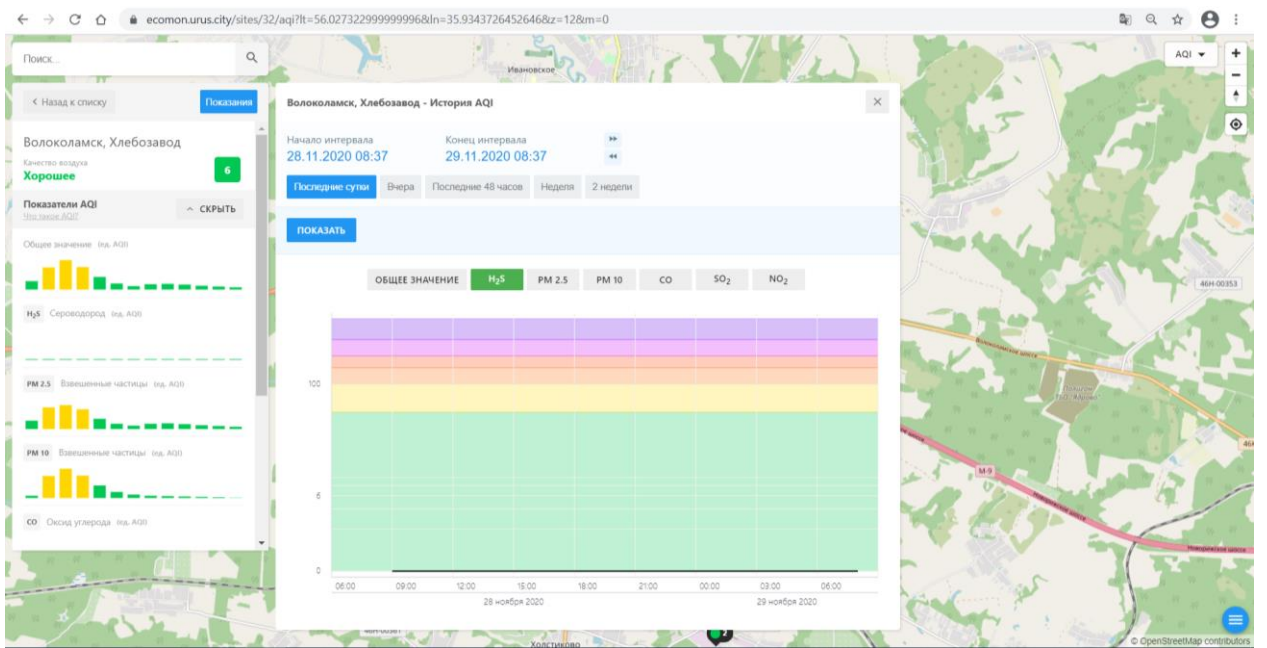 ecomon.urus.city/sites/32/aqi?lt=56.027322999999996&ln=35.9343726452646&z=12&m=0
Поиск...
Ивановское
AQI
+
−
Назад к списку
Показания
Волоколамск, Хлебозавод - История AQI
×
Волоколамск, Хлебозавод
Качество воздуха
Хорошее
6
Начало интервала
Конец интервала
28.11.2020 08:37
29.11.2020 08:37
Последние сутки
Вчера
Последние 48 часов
Неделя
2 недели
Показатели AQI
Что такое AQI?
СКРЫТЬ
ПОКАЗАТЬ
Общее значение (ед. AQI)
ОБЩЕЕ ЗНАЧЕНИЕ
H₂S
PM 2.5
PM 10
CO
SO₂
NO₂
H₂S Сероводород (ед. AQI)
PM 2.5 Взвешенные частицы (ед. AQI)
PM 10 Взвешенные частицы (ед. AQI)
CO Оксид углерода (ед. AQI)
100
0
06:00
09:00
12:00
15:00
18:00
21:00
00:00
03:00
06:00
28 ноября 2020
29 ноября 2020
46Н-00353
Волоколамское шоссе
Полигон
ТБО "Ядрово"
М-9
Новорижское шоссе
Новорижское шоссе
Холстиково
© OpenStreetMap contributors